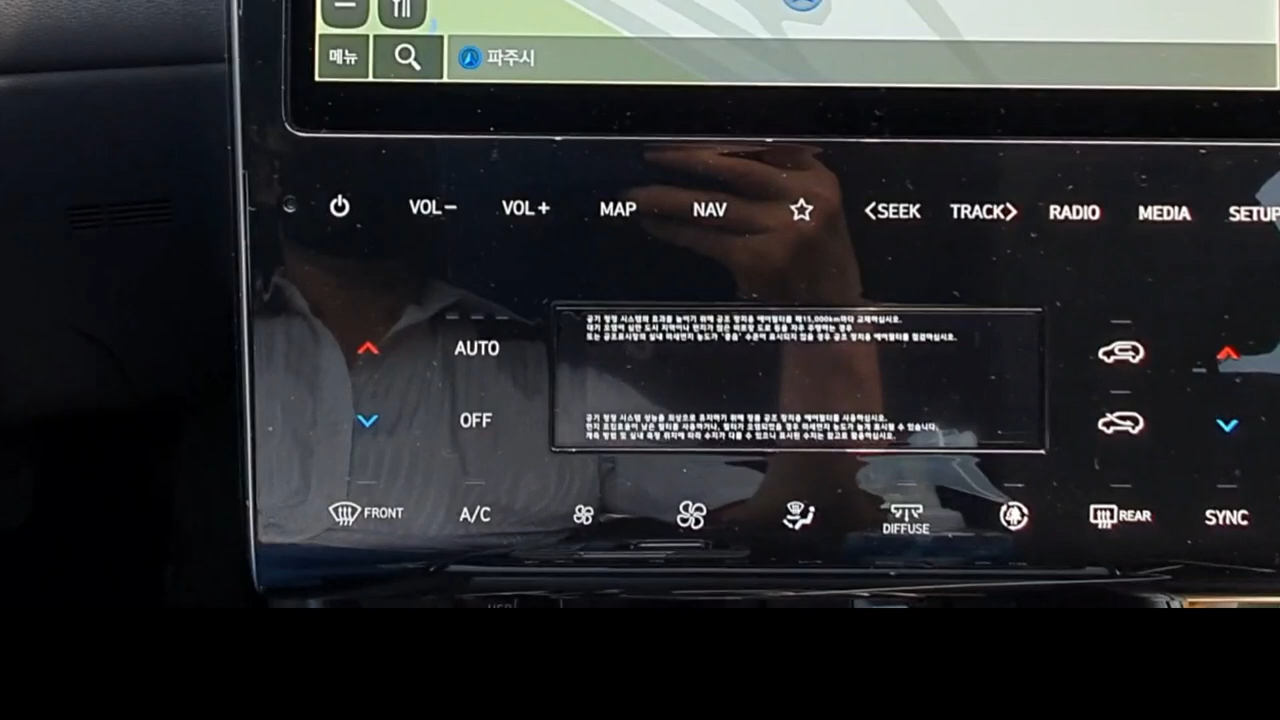 메뉴
파주시
VOL−
VOL+
MAP
NAV
<SEEK
TRACK>
RADIO
MEDIA
SETUP
공기 청정 시스템의 효과를 높이기 위해 공조 장치용 에어필터를 매15,000km마다 교체하십시오.
대기 오염이 심한 도시 지역이나 먼지가 많은 비포장 도로 등을 자주 주행하는 경우
또는 공조표시창의 실내 미세먼지 농도가 '좋음' 수준이 표시되지 않을 경우 공조 장치용 에어필터를 점검하십시오.
AUTO
OFF
공기 청정 시스템 성능을 최상으로 유지하기 위해 정품 공조 장치용 에어필터를 사용하십시오.
먼지 포집효율이 낮은 필터를 사용하거나, 필터가 오염되었을 경우 미세먼지 농도가 높게 표시될 수 있습니다.
계측 방법 및 실내 측정 위치에 따라 수치가 다를 수 있으니 표시된 수치는 참고로 활용하십시오.
FRONT
A/C
DIFFUSE
REAR
SYNC